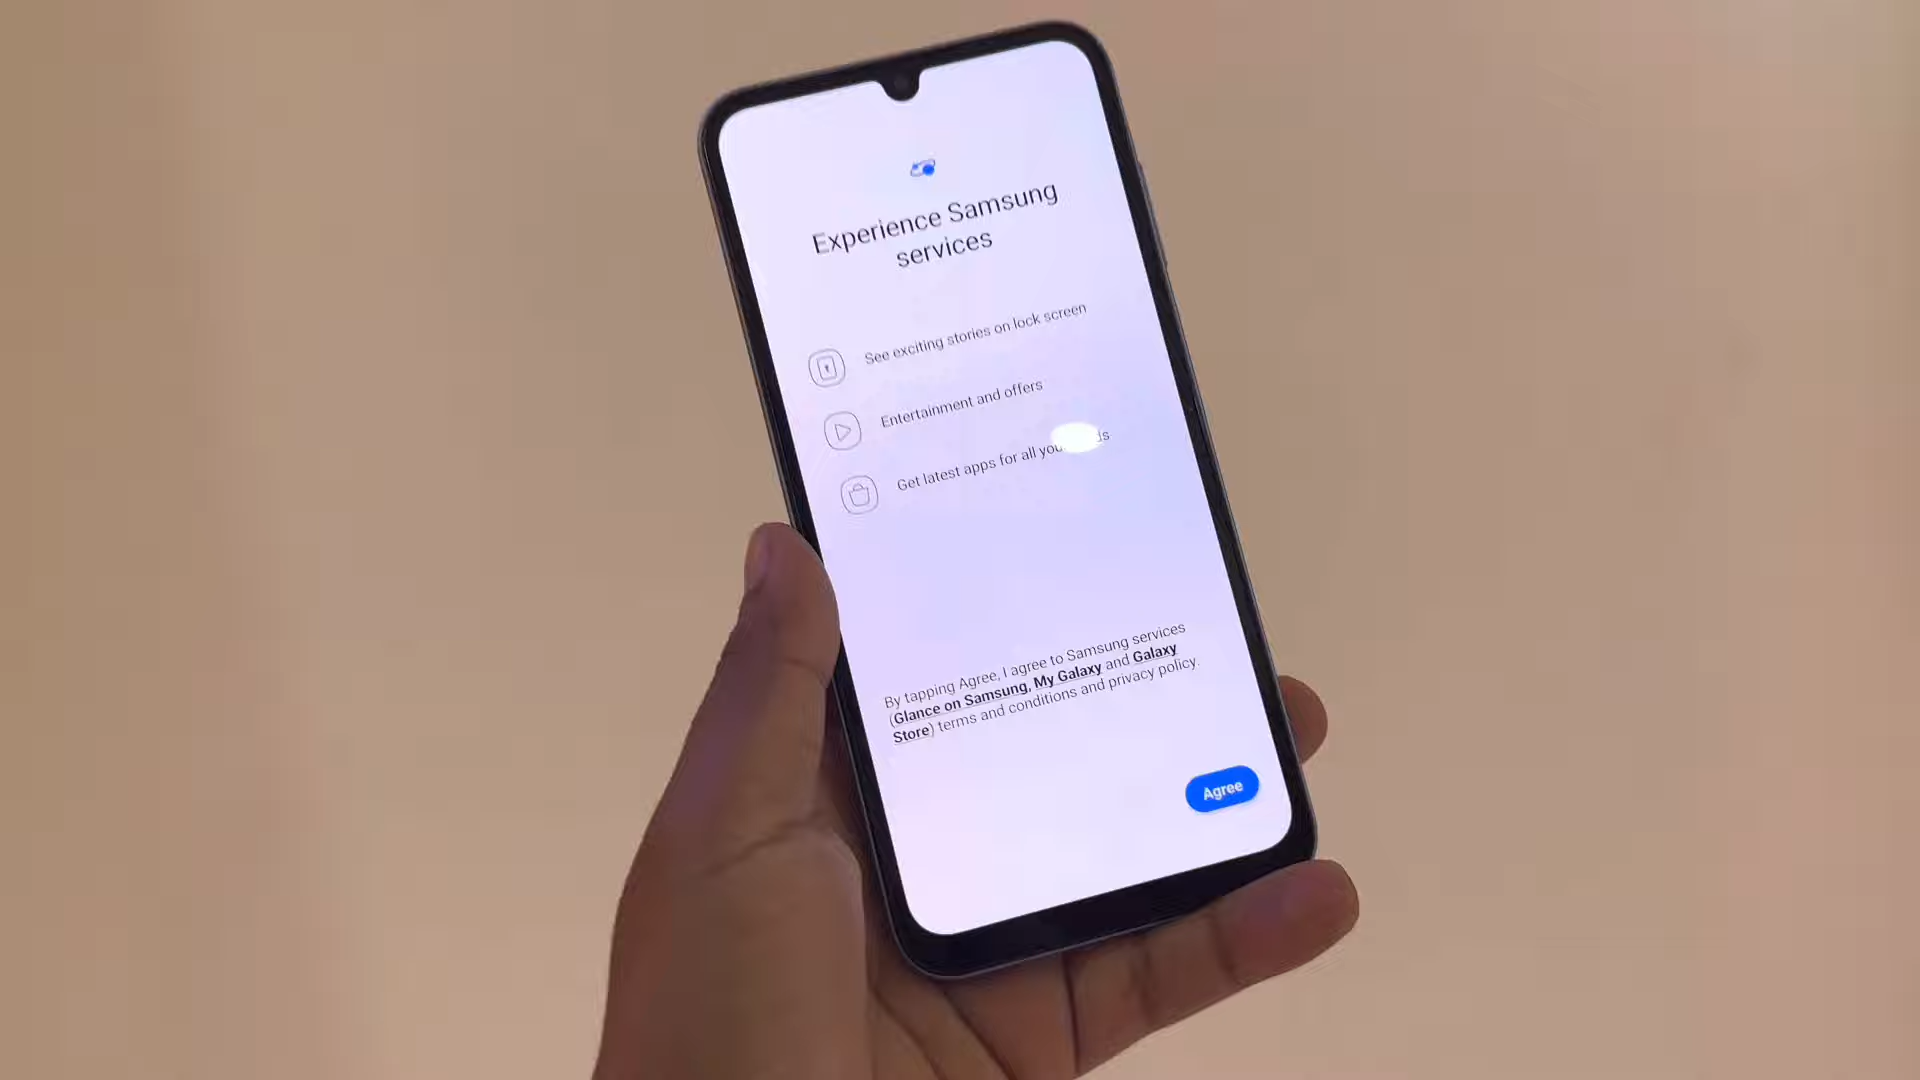 Experience Samsung
services
See exciting stories on lock screen
Entertainment and offers
Get latest apps for all
By tapping Agree, I agree to Samsung services
(Glance on Samsung, My Galaxy and Galaxy
Store) terms and conditions and privacy policy.
Agree